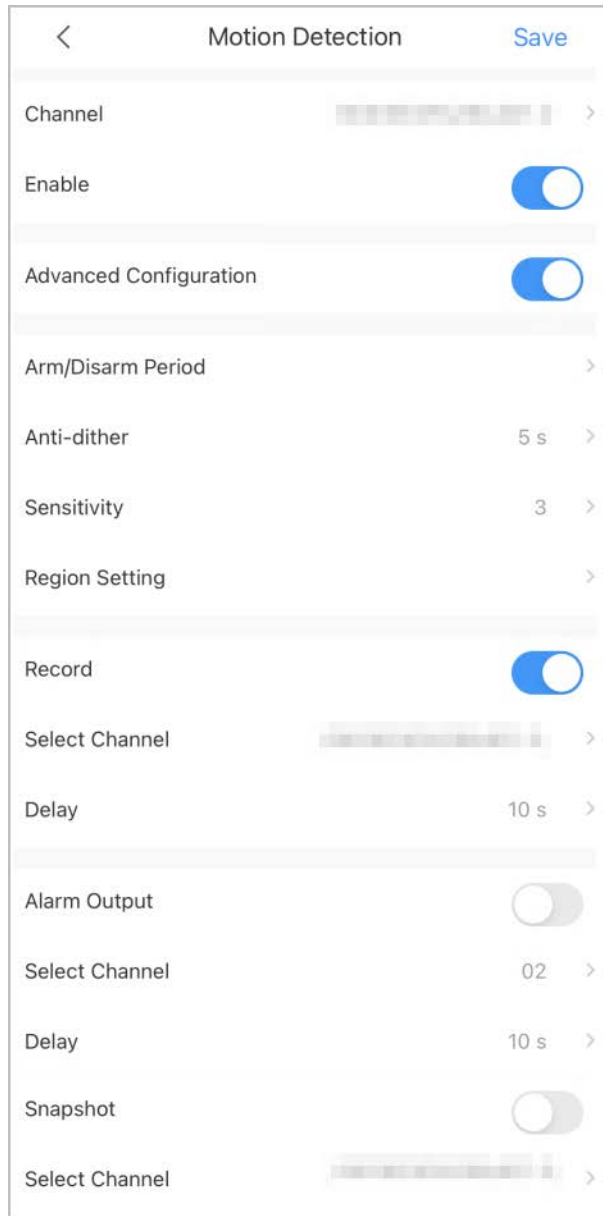 Motion Detection Save
Channel
Enable
Advanced Configuration
Arm/Disarm Period
Anti-dither 5 s
Sensitivity 3
Region Setting
Record
Select Channel
Delay 10 s
Alarm Output
Select Channel 02
Delay 10 s
Snapshot
Select Channel